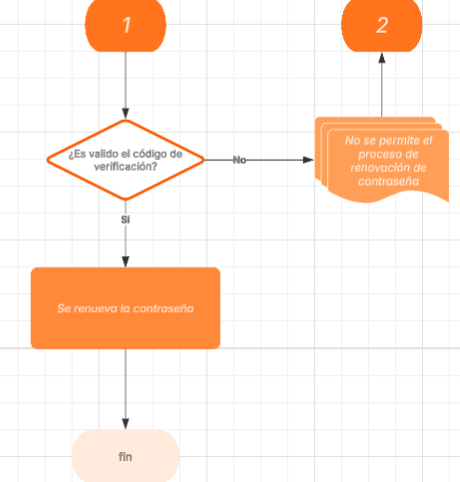 1
2
¿Es valido el código de
verificación?
No
No se permite el
proceso de
renovación de
contraseña
Si
Se renueva la contraseña
fin